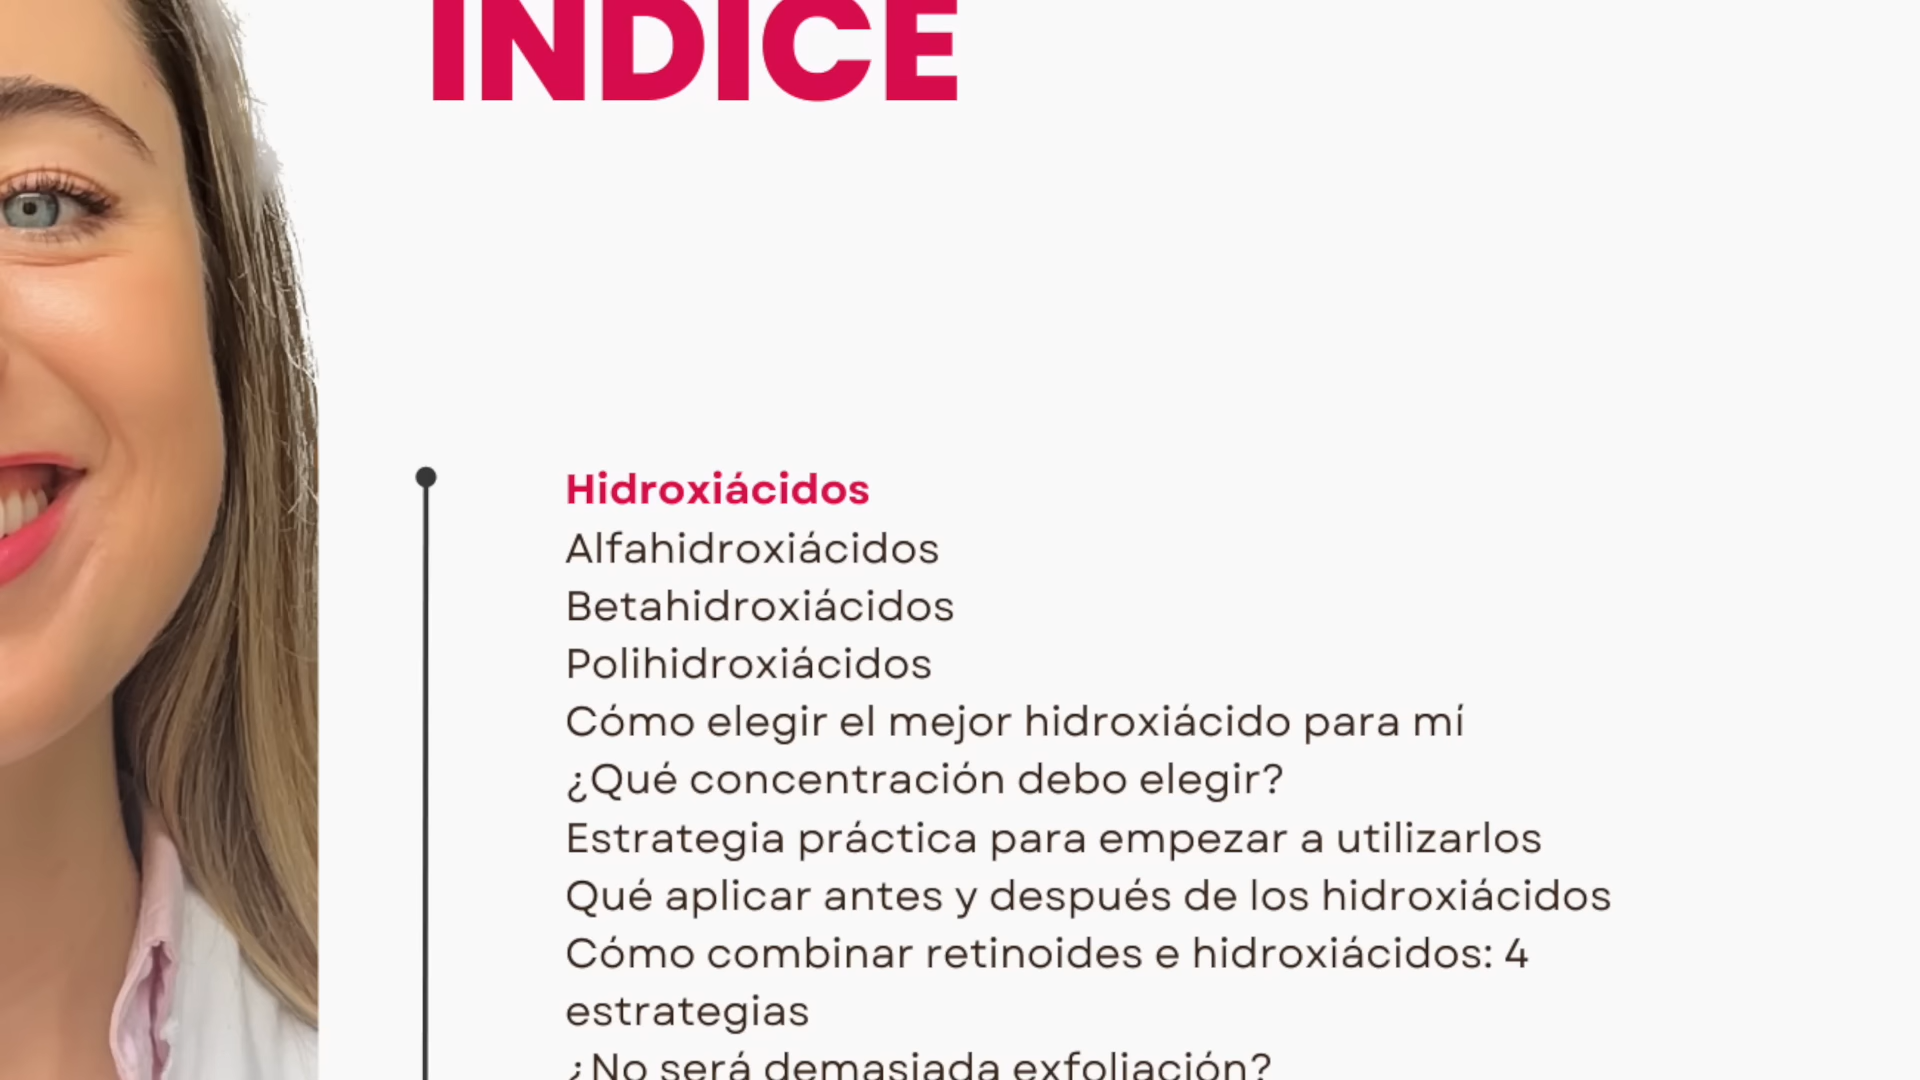 ÍNDICE
Hidroxiácidos
Alfahidroxiácidos
Betahidroxiácidos
Polihidroxiácidos
Cómo elegir el mejor hidroxiácido para mí
¿Qué concentración debo elegir?
Estrategia práctica para empezar a utilizarlos
Qué aplicar antes y después de los hidroxiácidos
Cómo combinar retinoides e hidroxiácidos: 4
estrategias
¿No será demasiada exfoliación?